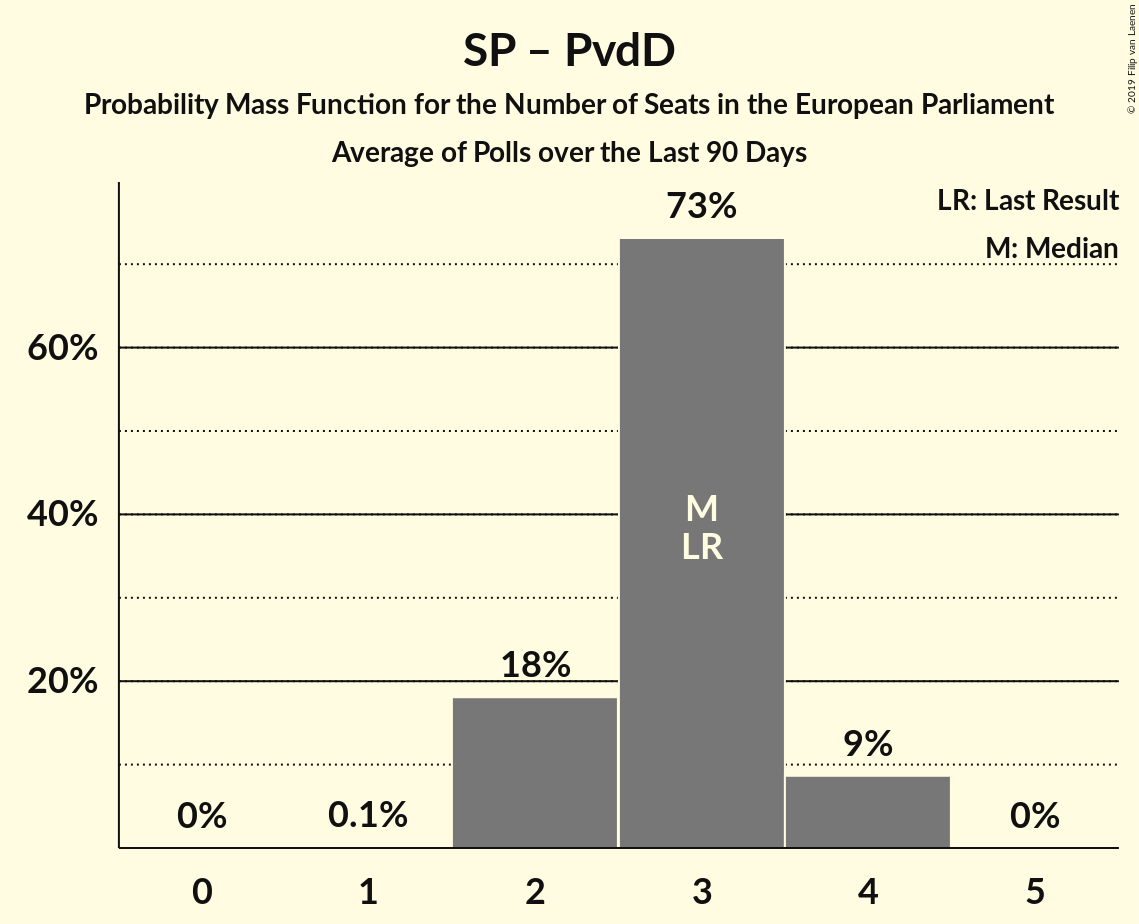 SP – PvdD
Probability Mass Function for the Number of Seats in the European Parliament
Average of Polls over the Last 90 Days
© 2019 Filip van Laenen
LR: Last Result
M: Median
73%
60%
40%
20%
M
LR
18%
9%
0%
0.1%
0%
0 1 2 3 4 5